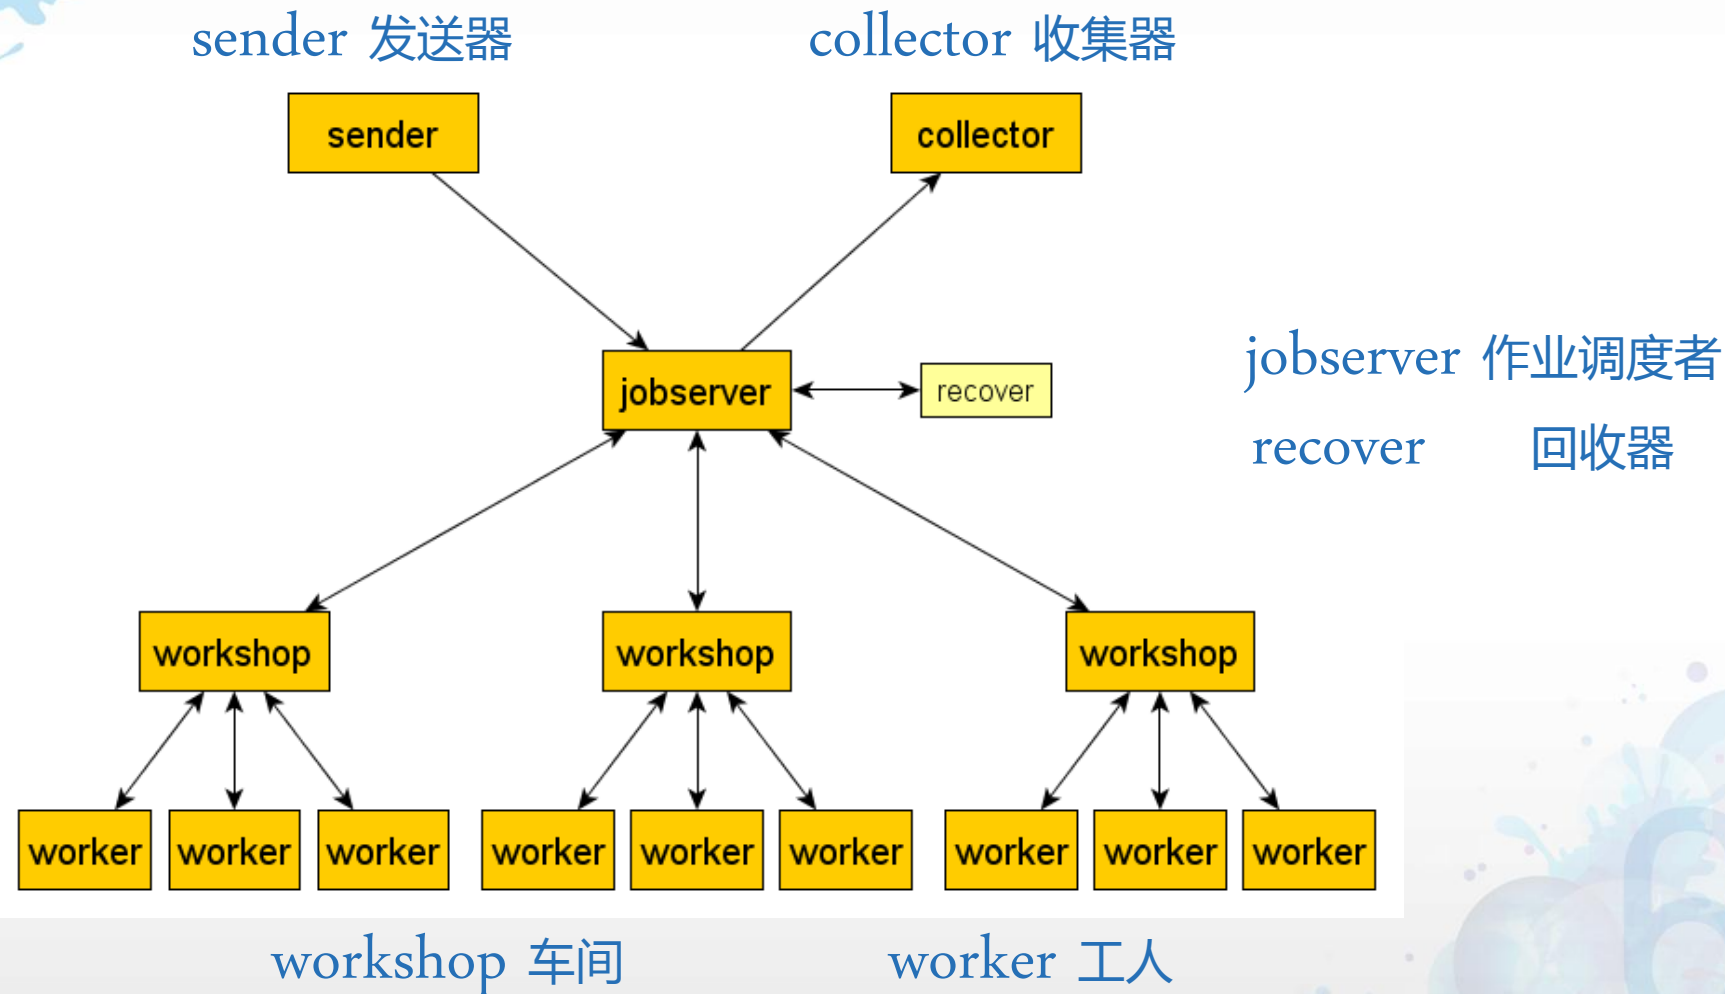 sender 发送器
collector 收集器
sender
collector
jobserver
recover
jobserver 作业调度者
recover 回收器
workshop
workshop
workshop
worker
worker
worker
worker
worker
worker
worker
worker
worker
workshop 车间
worker 工人